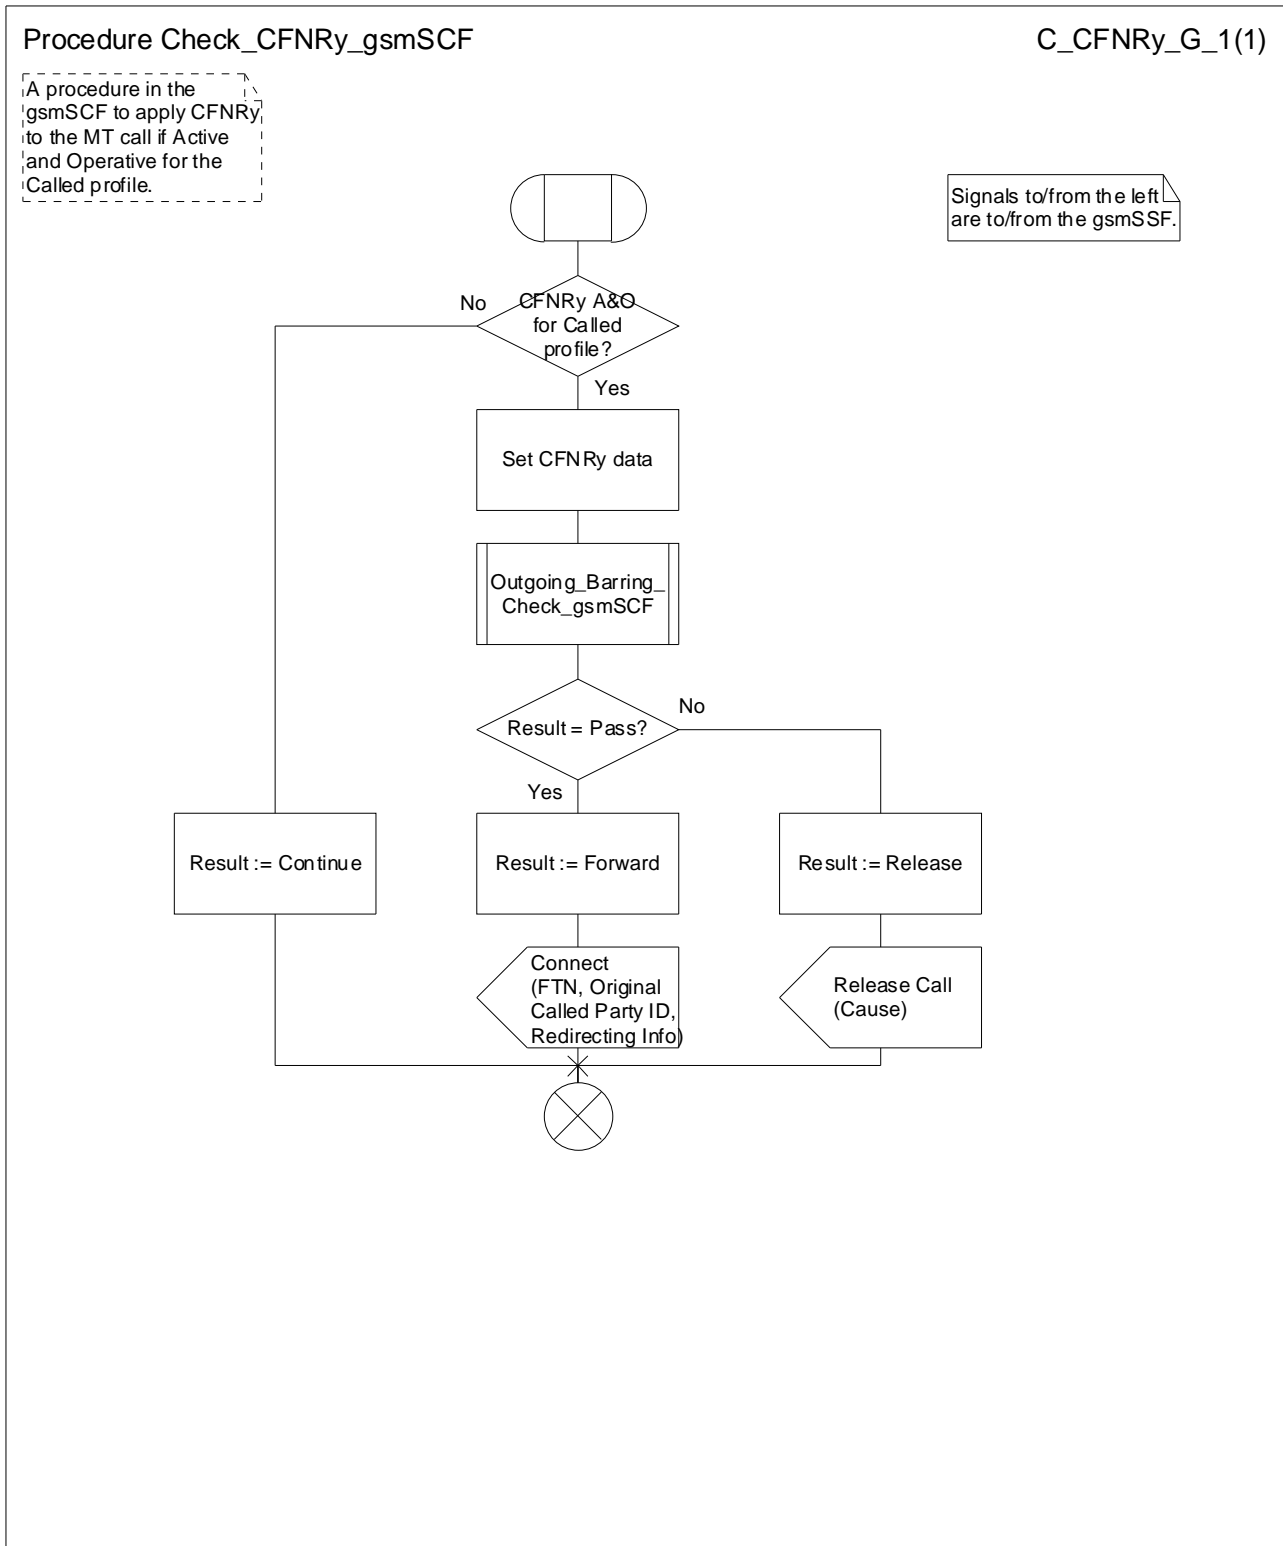 Procedure Check_CFNRy_gsmSCF
C_CFNRy_G_1(1)
A procedure in the
gsmSCF to apply CFNRy
to the MT call if Active
and Operative for the
Called profile.
Signals to/from the left
are to/from the gsmSSF.
No
CFNRy A&O
for Called
profile?
Yes
Set CFNRy data
Outgoing_Barring_
Check_gsmSCF
Result = Pass?
No
Yes
Result := Continue
Result := Forward
Result := Release
Connect
(FTN, Original
Called Party ID,
Redirecting Info)
Release Call
(Cause)